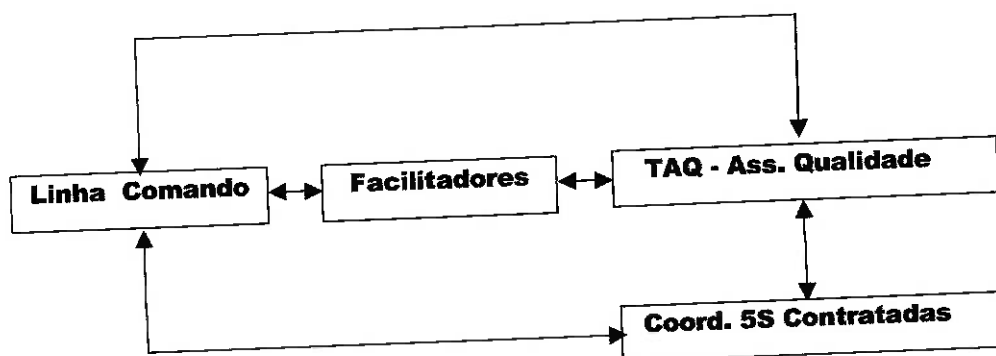 Linha Comando
Facilitadores
TAQ - Ass. Qualidade
Coord. 5S Contratadas